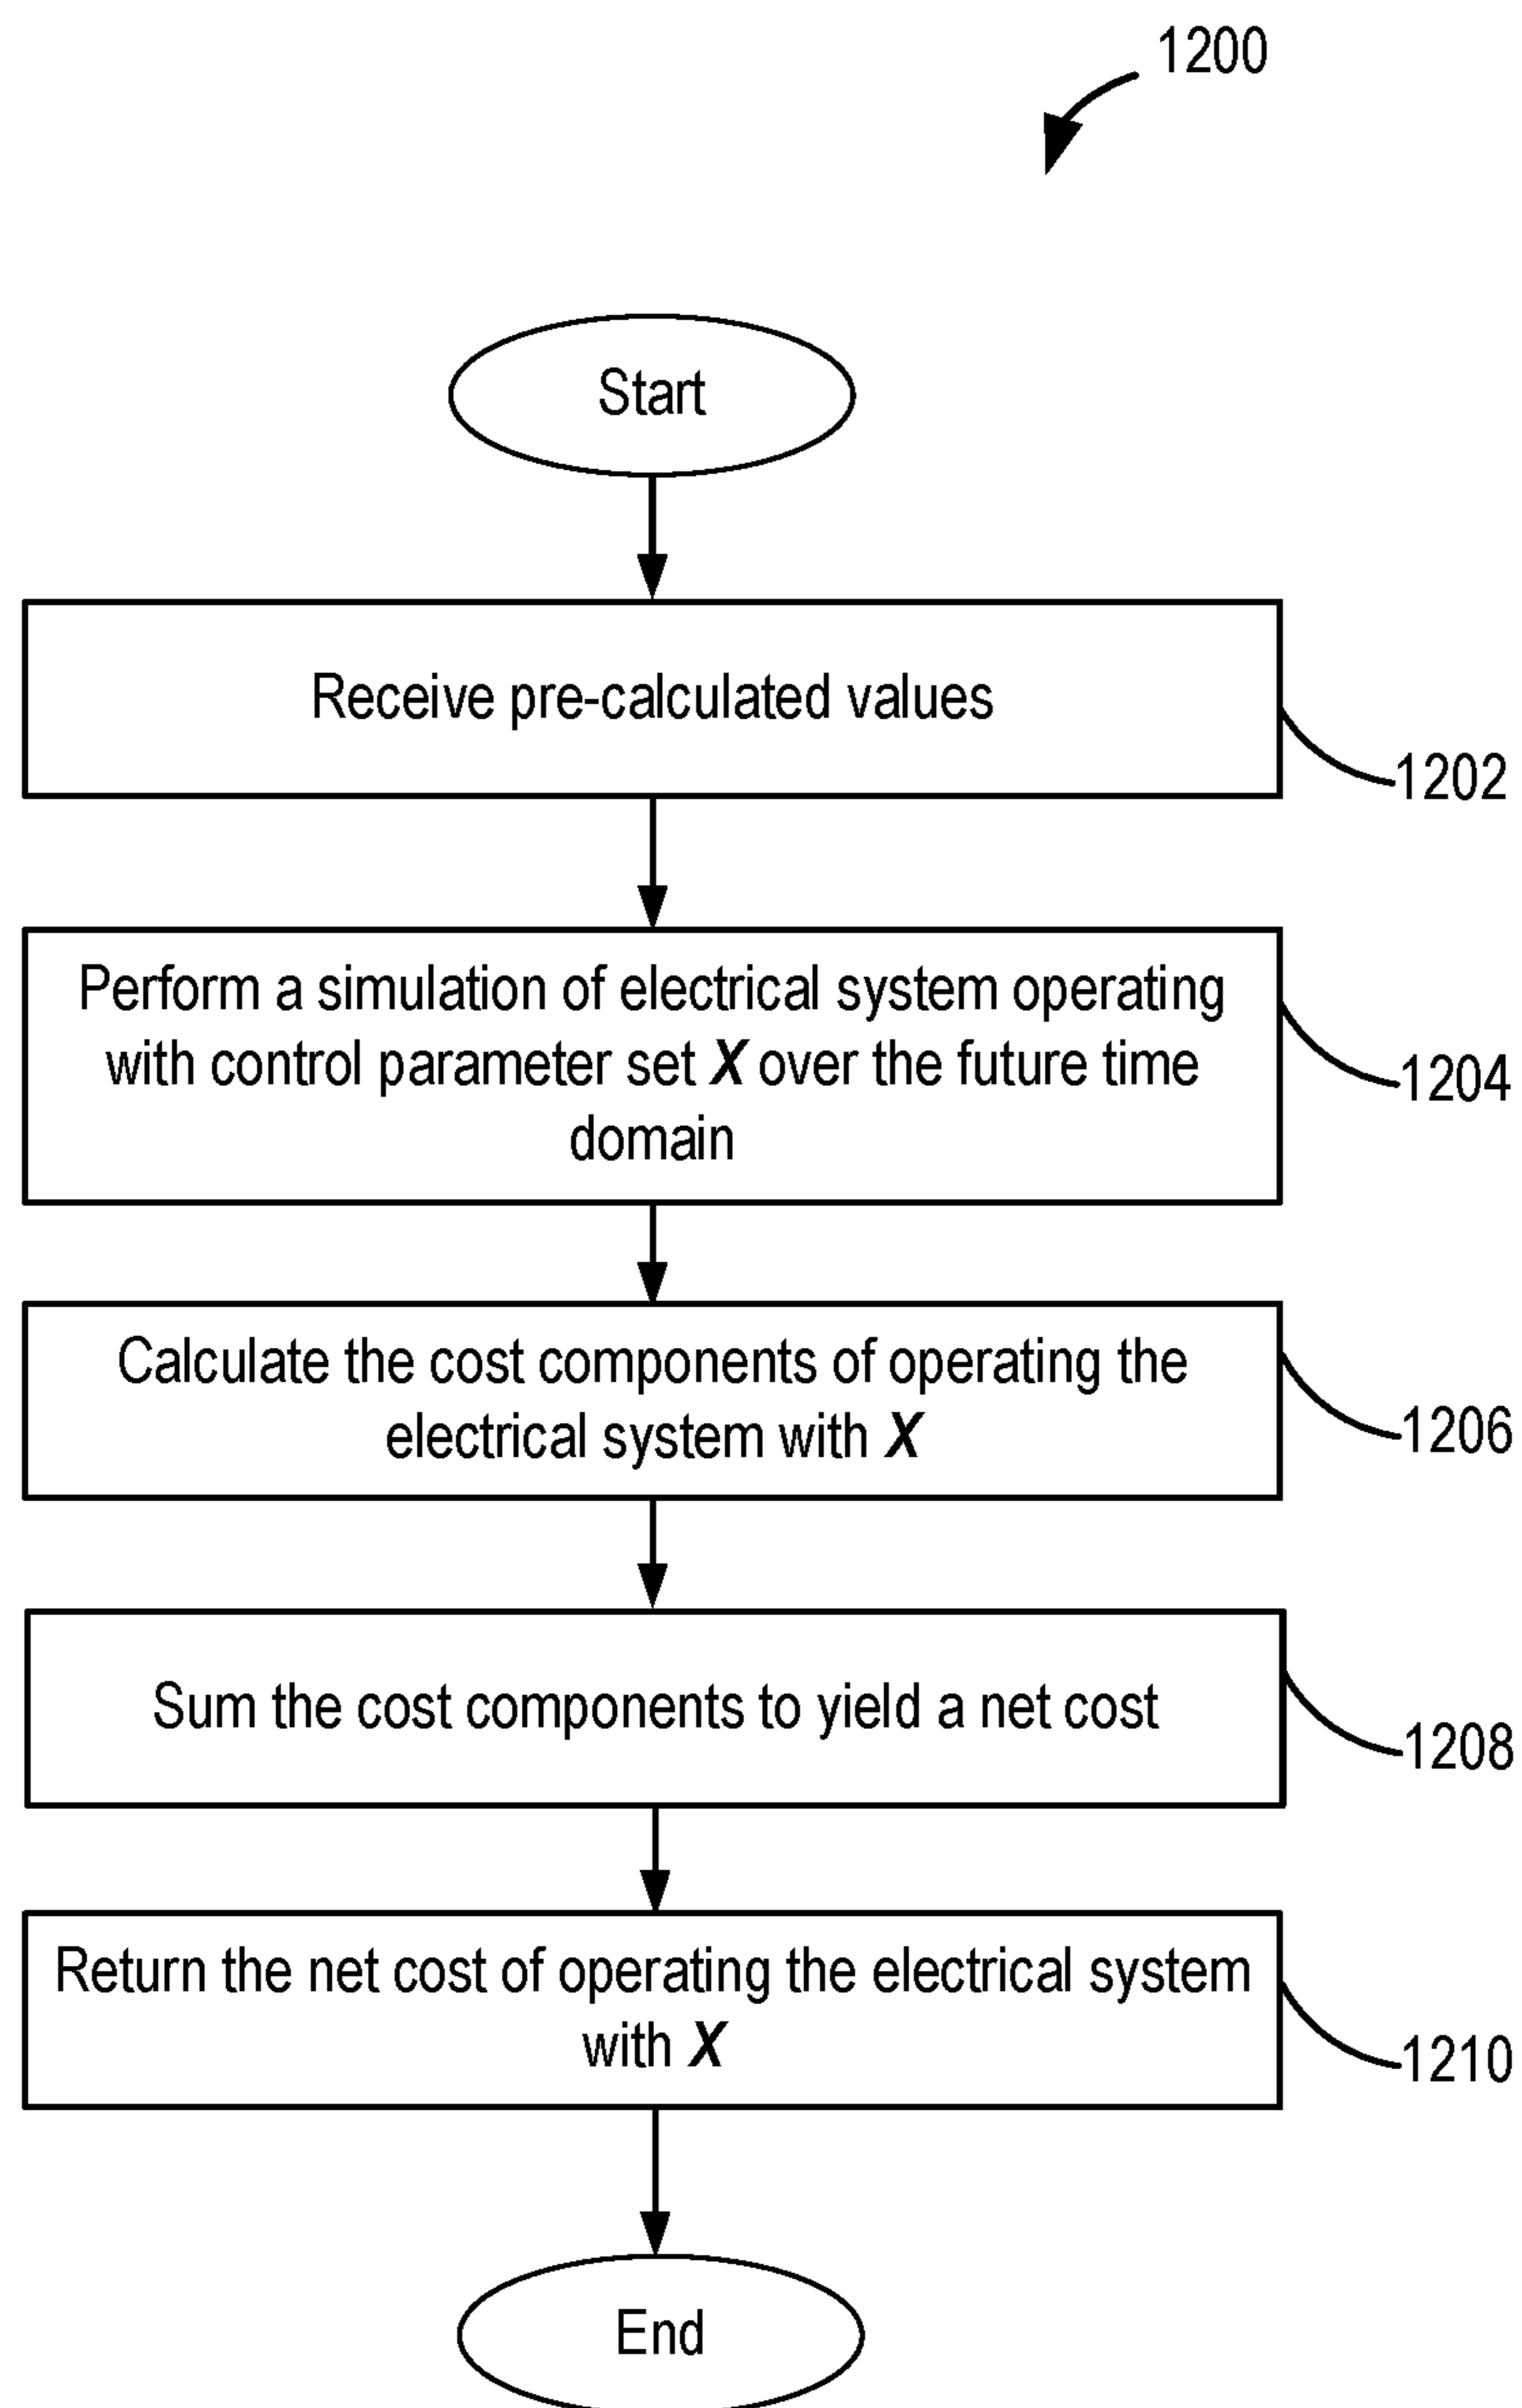 1200
Start
Receive pre-calculated values
1202
Perform a simulation of electrical system operating
with control parameter set X over the future time
domain
1204
Calculate the cost components of operating the
electrical system with X
1206
Sum the cost components to yield a net cost
1208
Return the net cost of operating the electrical system
with X
1210
End